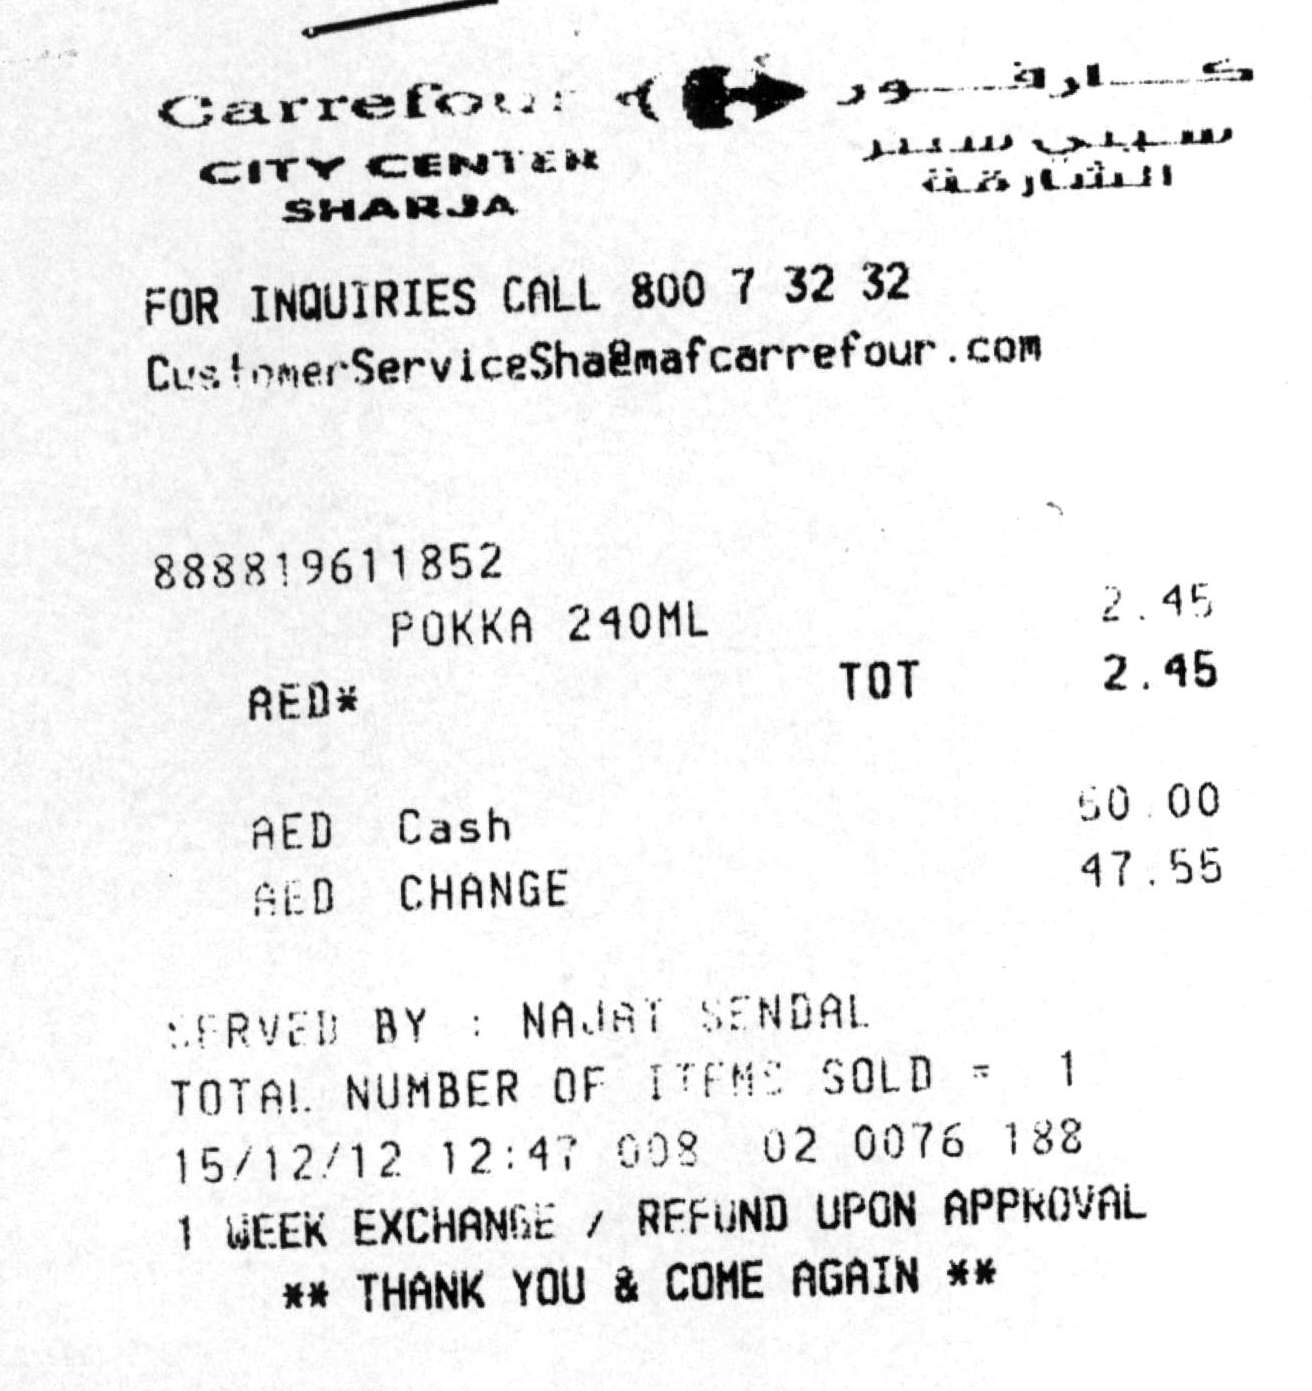 Carrefour كارفور
CITY CENTER سيتي سنتر
SHARJA الشارقة
FOR INQUIRIES CALL 800 7 32 32
CustomerServiceSha@mafcarrefour.com
888819611852
POKKA 240ML 2.45
AED* TOT 2.45
AED Cash 50.00
AED CHANGE 47.55
SERVED BY : NAJAT SENDAL
TOTAL NUMBER OF ITEMS SOLD = 1
15/12/12 12:47 008 02 0076 188
1 WEEK EXCHANGE / REFUND UPON APPROVAL
** THANK YOU & COME AGAIN **